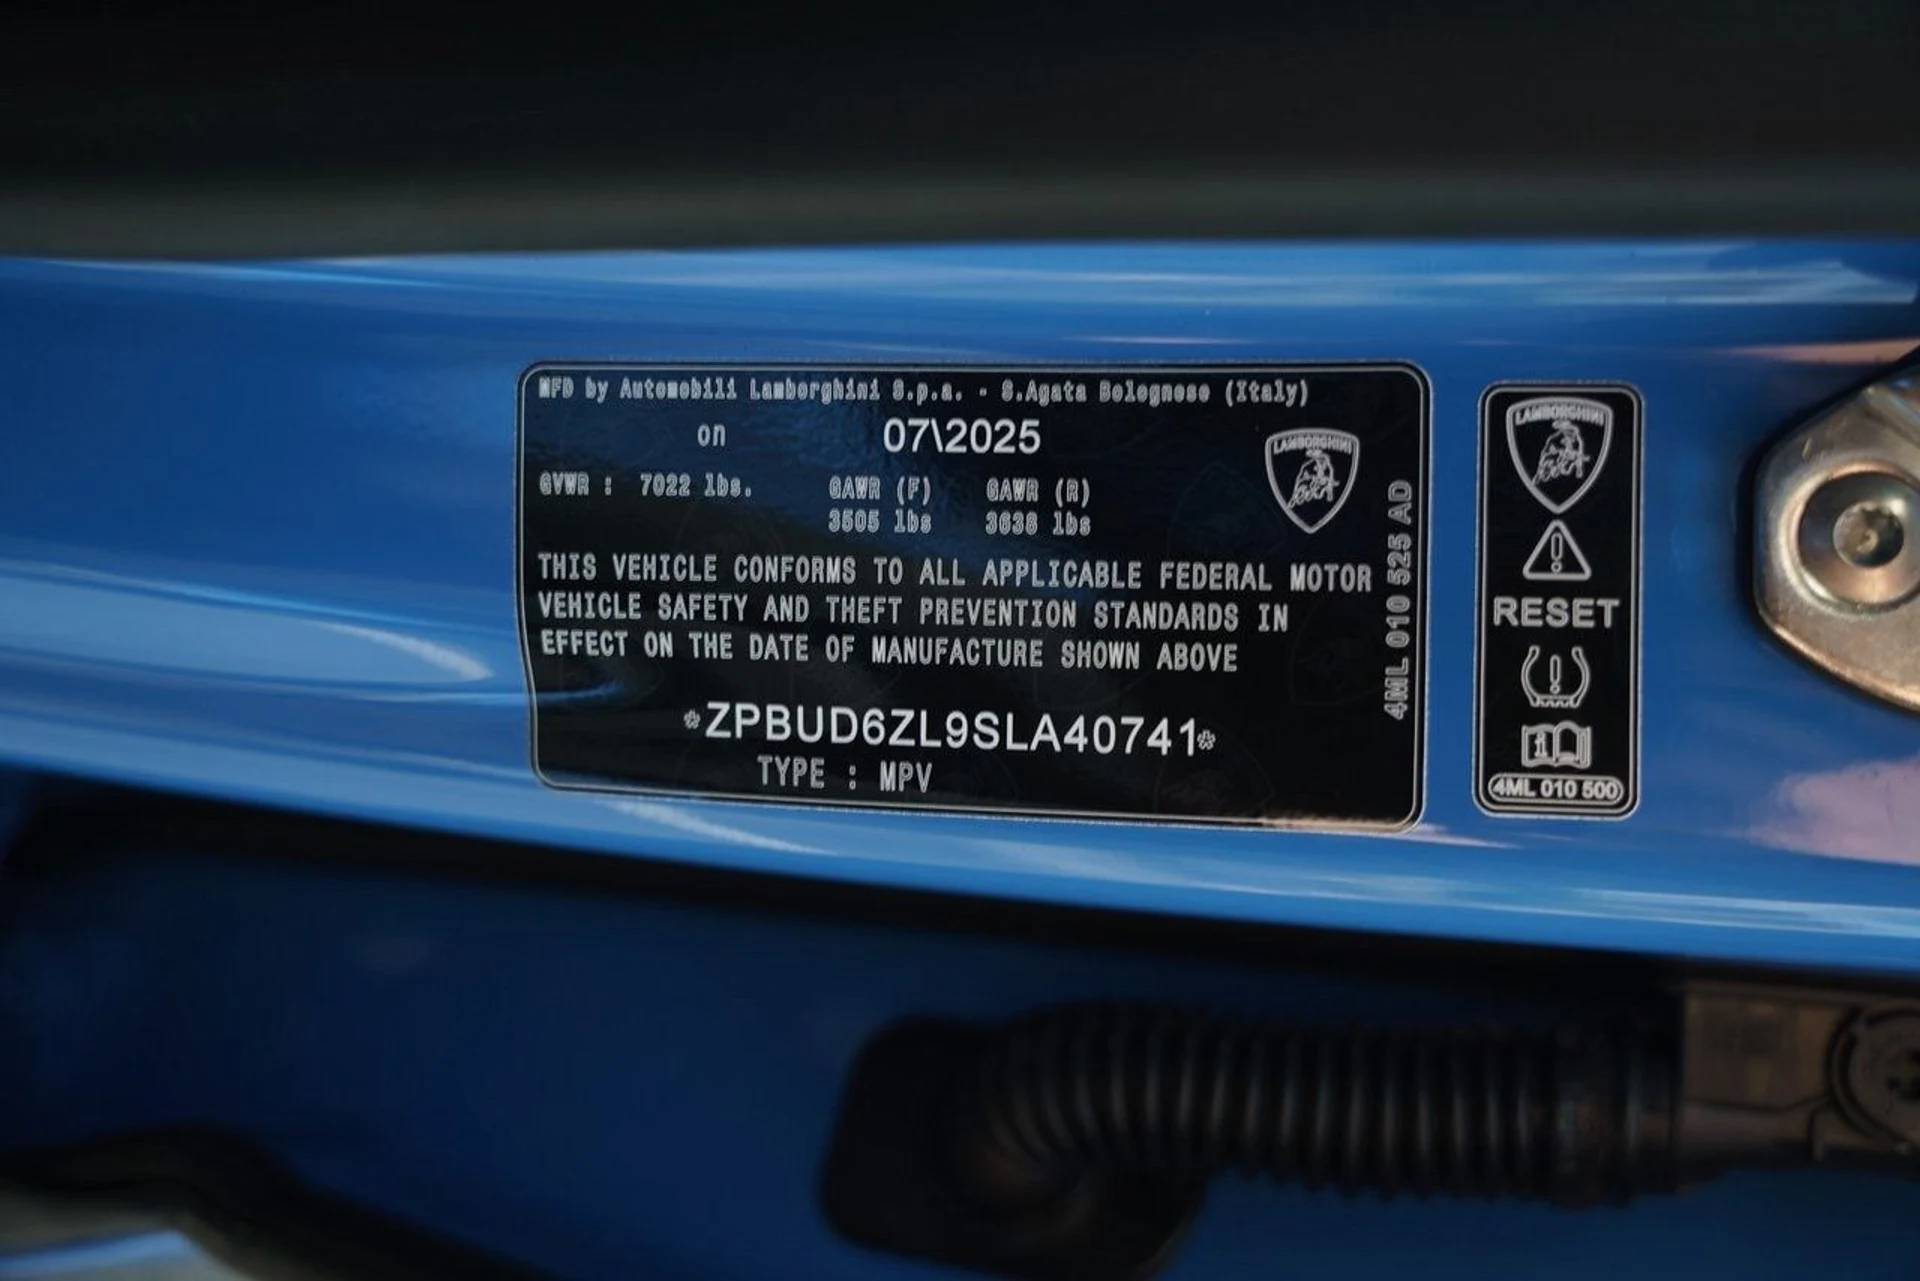 MFD by Automobili Lamborghini S.p.a. - S.Agata Bolognese (Italy)
on 07\2025
GVWR : 7022 lbs. GAWR (F) GAWR (R)
3505 lbs 3638 lbs
LAMBORGHINI
THIS VEHICLE CONFORMS TO ALL APPLICABLE FEDERAL MOTOR
VEHICLE SAFETY AND THEFT PREVENTION STANDARDS IN
EFFECT ON THE DATE OF MANUFACTURE SHOWN ABOVE
*ZPBUD6ZL9SLA40741*
TYPE : MPV
4ML 010 525 AD
LAMBORGHINI
RESET
4ML 010 500